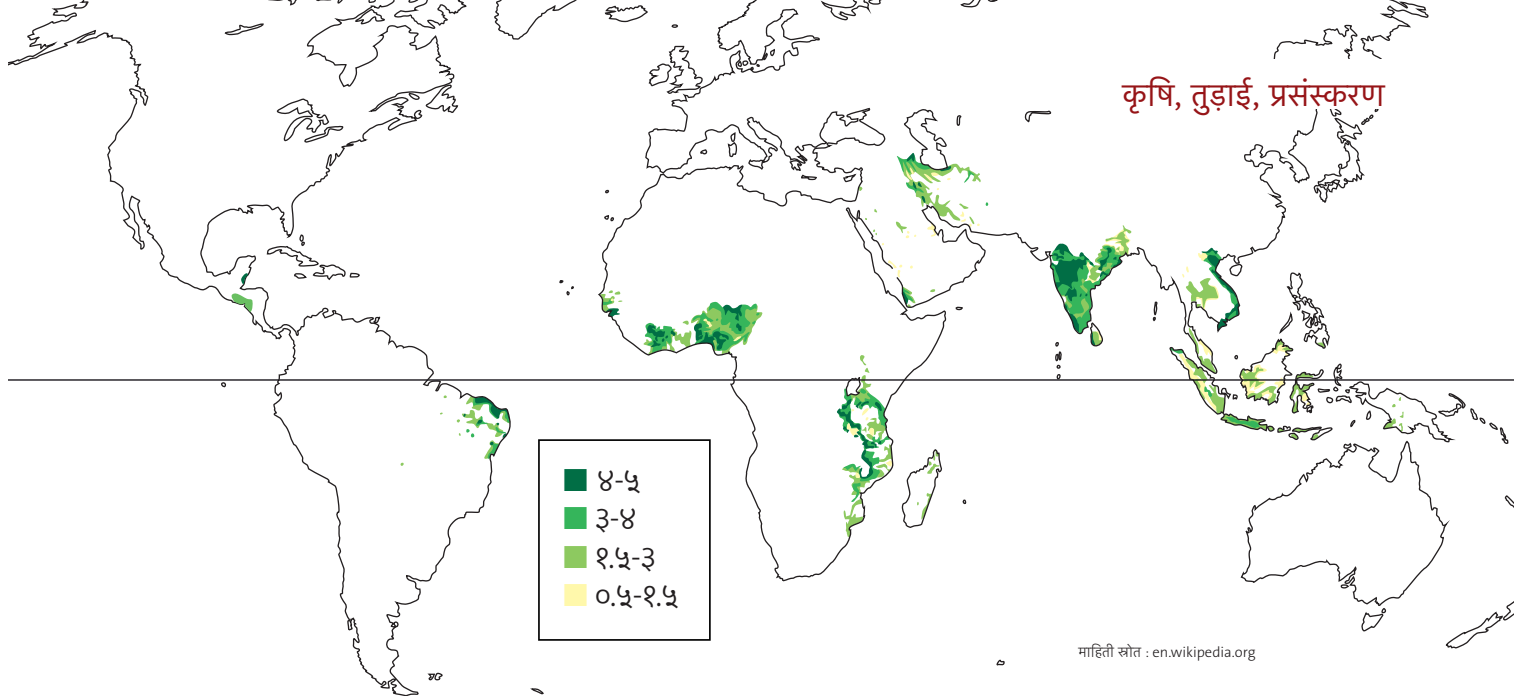 कृषि, तुड़ाई, प्रसंस्करण
४-५
३-४
१.५-३
०.५-१.५
माहिती स्रोत : en.wikipedia.org